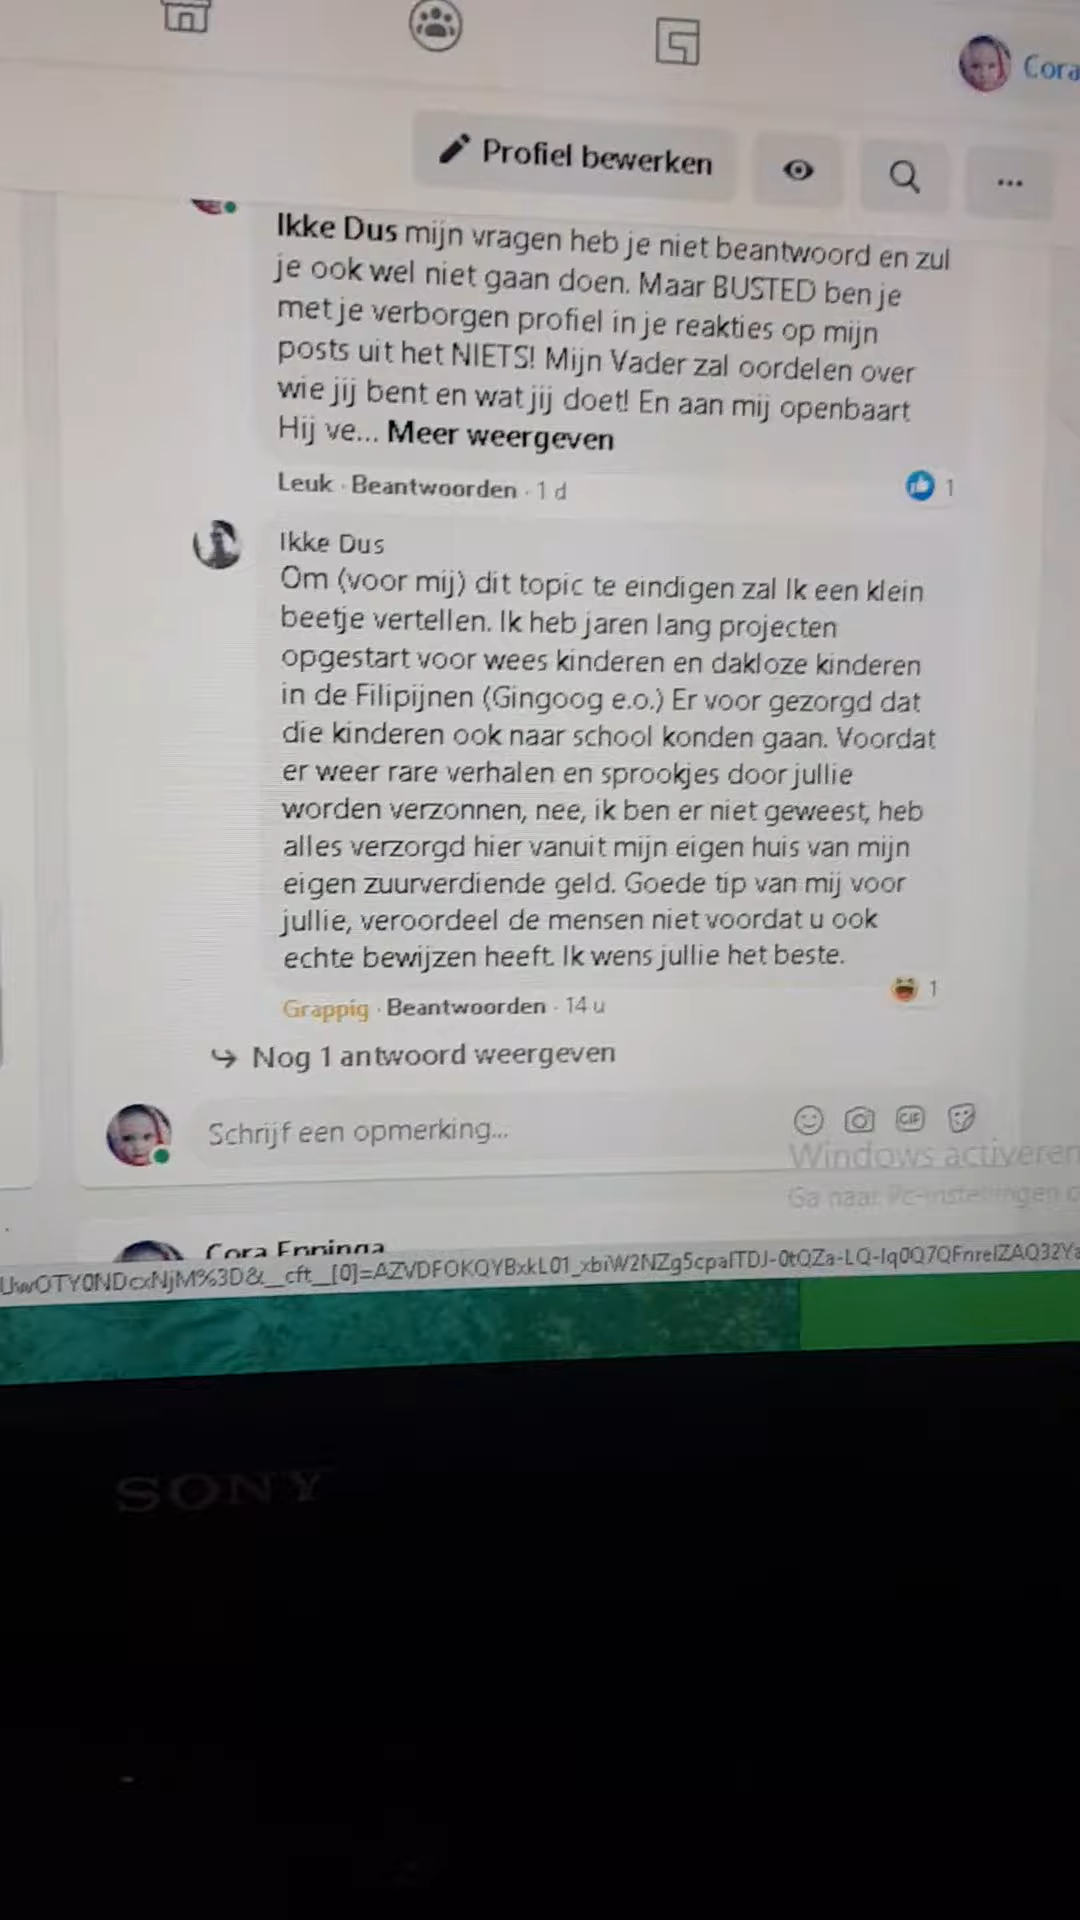 Cora
Profiel bewerken
Ikke Dus mijn vragen heb je niet beantwoord en zul
je ook wel niet gaan doen. Maar BUSTED ben je
met je verborgen profiel in je reakties op mijn
posts uit het NIETS! Mijn Vader zal oordelen over
wie jij bent en wat jij doet! En aan mij openbaart
Hij ve... Meer weergeven
Leuk · Beantwoorden · 1 d
1
Ikke Dus
Om (voor mij) dit topic te eindigen zal Ik een klein
beetje vertellen. Ik heb jaren lang projecten
opgestart voor wees kinderen en dakloze kinderen
in de Filipijnen (Gingoog e.o.) Er voor gezorgd dat
die kinderen ook naar school konden gaan. Voordat
er weer rare verhalen en sprookjes door jullie
worden verzonnen, nee, ik ben er niet geweest, heb
alles verzorgd hier vanuit mijn eigen huis van mijn
eigen zuurverdiende geld. Goede tip van mij voor
jullie, veroordeel de mensen niet voordat u ook
echte bewijzen heeft. Ik wens jullie het beste.
1
Grappig · Beantwoorden · 14 u
Nog 1 antwoord weergeven
Schrijf een opmerking...
GIF
Windows activeren
Ga naar Pc-instellingen
Cora Eppinga
SONY